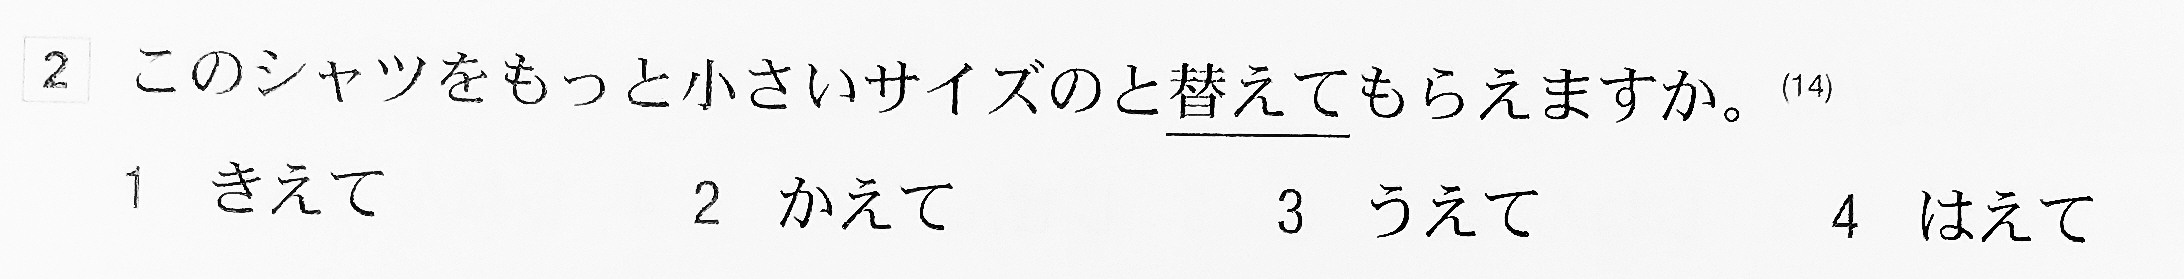 2 このシャツをもっと小さいサイズのと替えてもらえますか。(14)
1 きえて 2 かえて 3 うえて 4 はえて